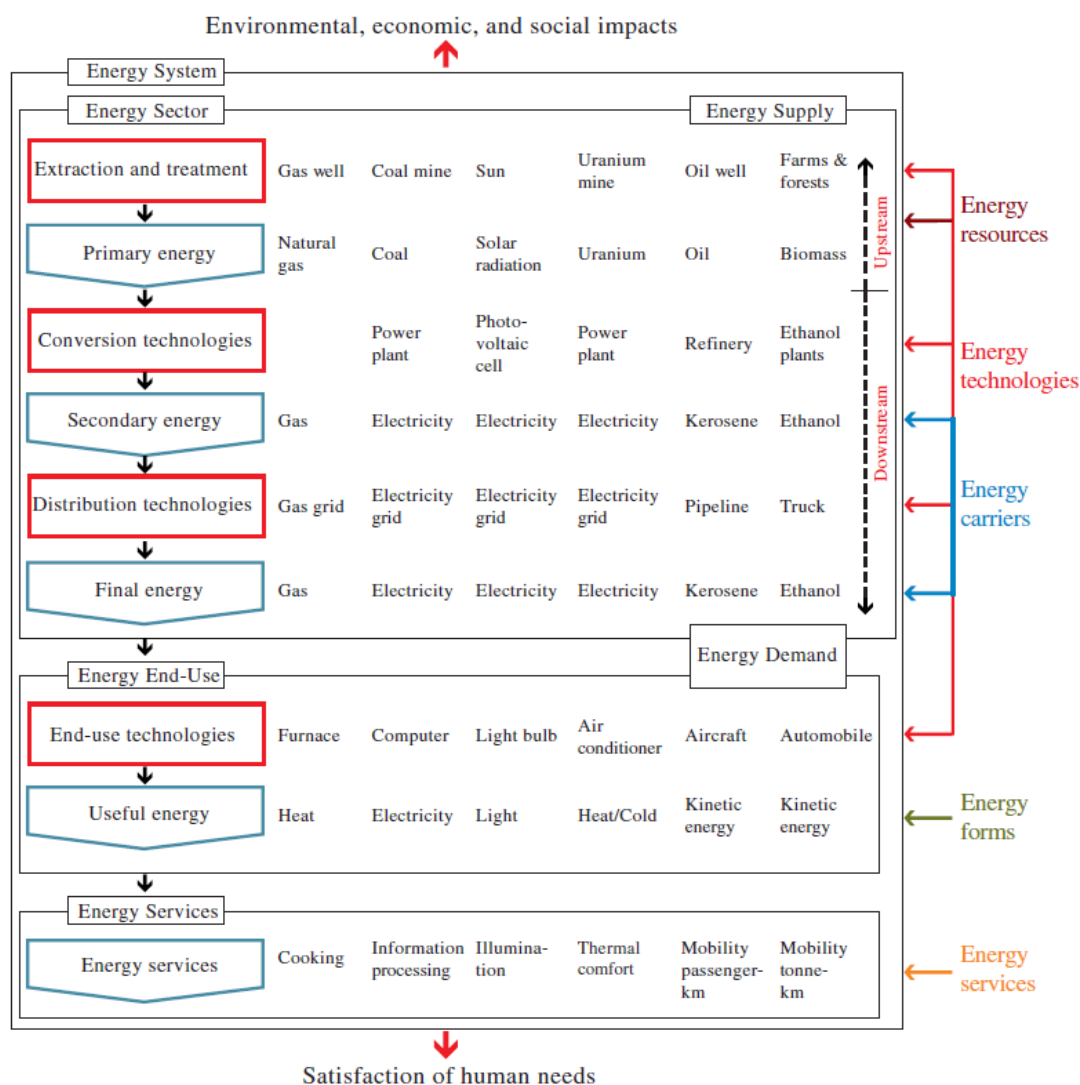 Environmental, economic, and social impacts
Energy System
Energy Sector
Energy Supply
Extraction and treatment
Gas well
Coal mine
Sun
Uranium
mine
Oil well
Farms &
forests
Primary energy
Natural
gas
Coal
Solar
radiation
Uranium
Oil
Biomass
Upstream
Energy
resources
Conversion technologies
Power
plant
Photo-
voltaic
cell
Power
plant
Refinery
Ethanol
plants
Energy
technologies
Secondary energy
Gas
Electricity
Electricity
Electricity
Kerosene
Ethanol
Downstream
Distribution technologies
Gas grid
Electricity
grid
Electricity
grid
Electricity
grid
Pipeline
Truck
Energy
carriers
Final energy
Gas
Electricity
Electricity
Electricity
Kerosene
Ethanol
Energy Demand
Energy End-Use
End-use technologies
Furnace
Computer
Light bulb
Air
conditioner
Aircraft
Automobile
Useful energy
Heat
Electricity
Light
Heat/Cold
Kinetic
energy
Kinetic
energy
Energy
forms
Energy Services
Energy services
Cooking
Information
processing
Illumina-
tion
Thermal
comfort
Mobility
passenger-
km
Mobility
tonne-
km
Energy
services
Satisfaction of human needs